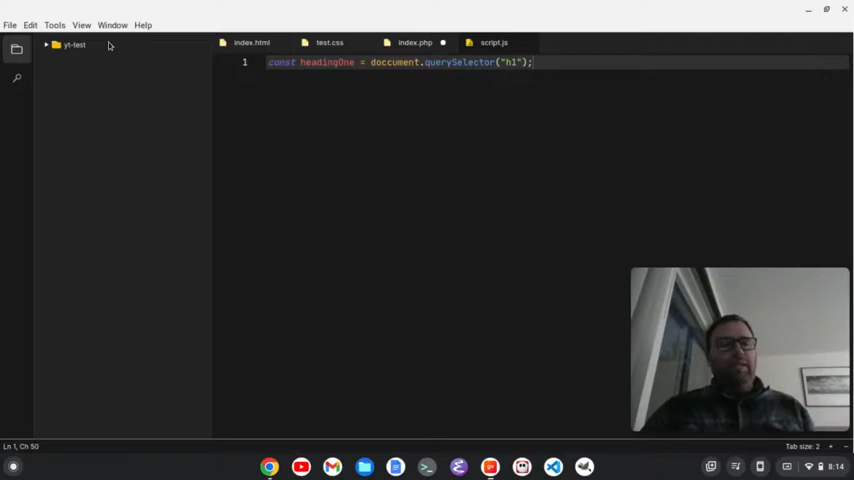 File Edit Tools View Window Help
yt-test
index.html test.css index.php script.js
1 const headingOne = doccument.querySelector("h1");
Ln 1, Ch 50
Tab size: 2 + -
8:14